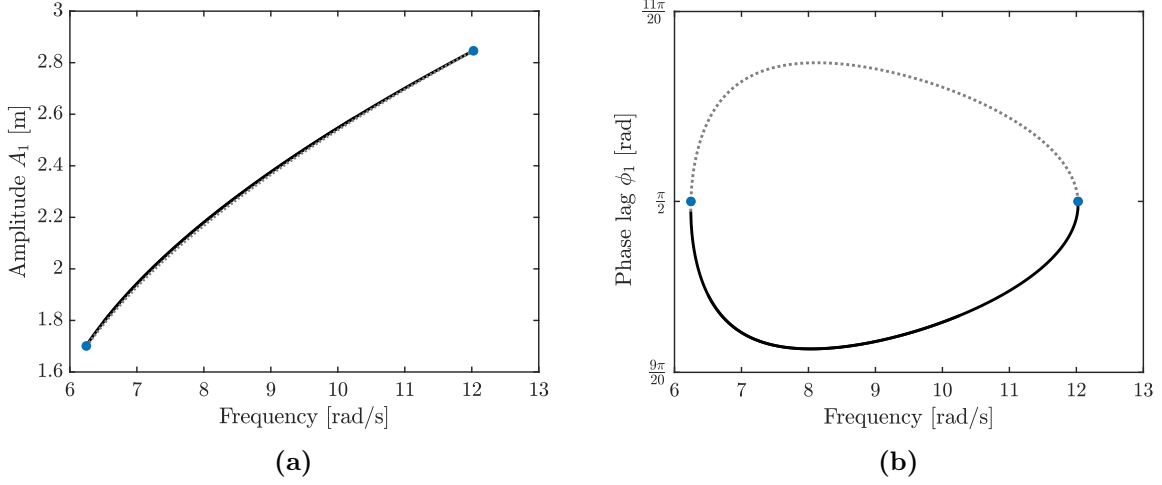 3
2.8
2.6
2.4
2.2
2
1.8
1.6
6 7 8 9 10 11 12 13
Amplitude A₁ [m]
Frequency [rad/s]
(a)
11π/20
π/2
9π/20
6 7 8 9 10 11 12 13
Phase lag ϕ₁ [rad]
Frequency [rad/s]
(b)